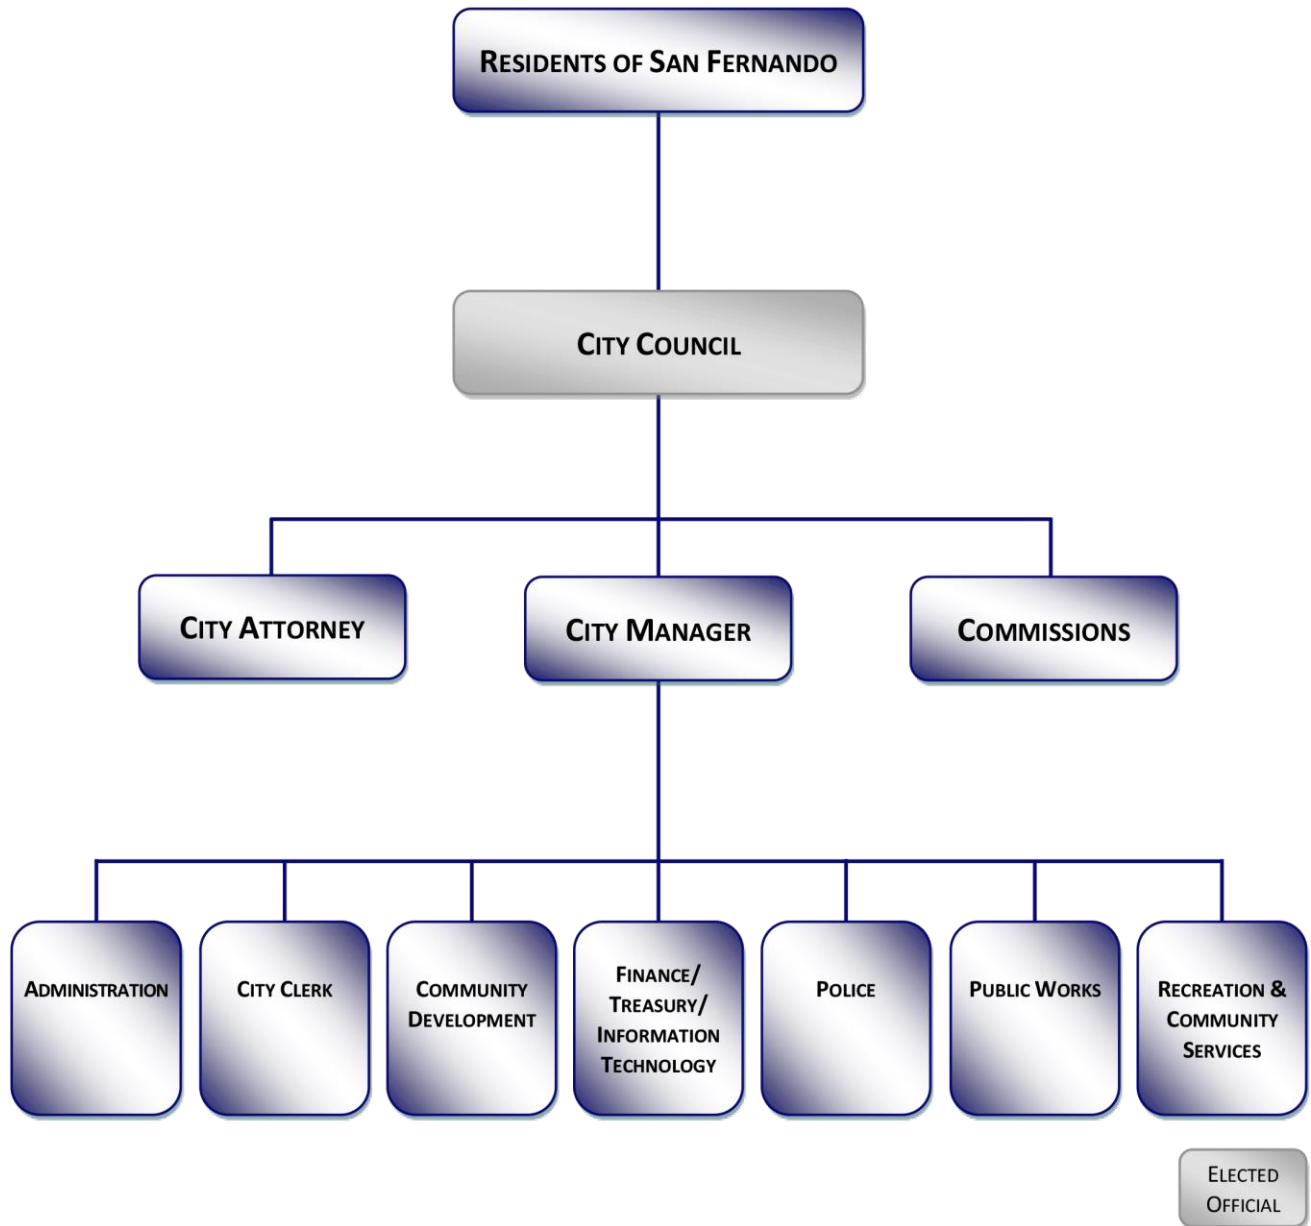 RESIDENTS OF SAN FERNANDO
CITY COUNCIL
CITY ATTORNEY
CITY MANAGER
COMMISSIONS
ADMINISTRATION
CITY CLERK
COMMUNITY
DEVELOPMENT
FINANCE/
TREASURY/
INFORMATION
TECHNOLOGY
POLICE
PUBLIC WORKS
RECREATION &
COMMUNITY
SERVICES
ELECTED
OFFICIAL